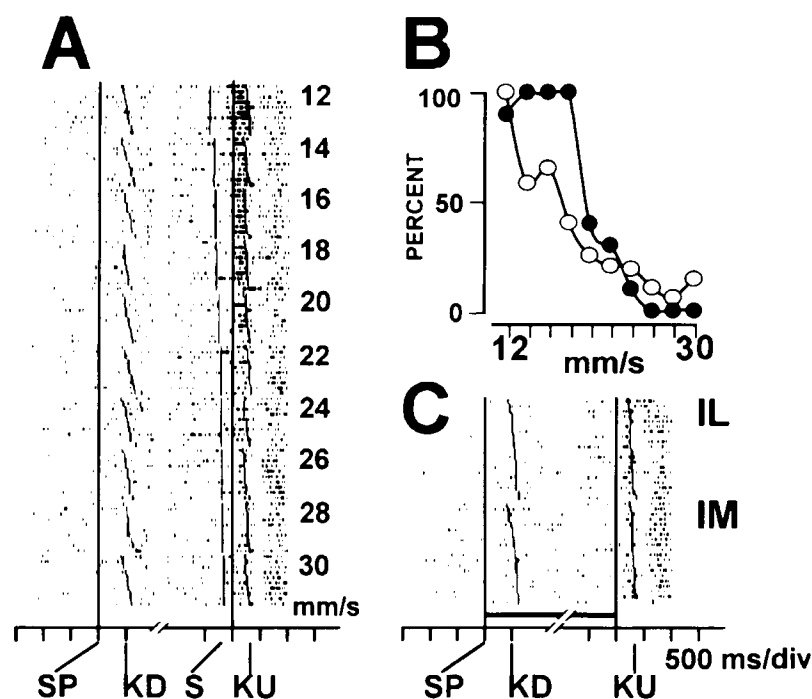 A
12
14
16
18
20
22
24
26
28
30
mm/s
SP KD S KU
B
PERCENT
100
50
0
12 30
mm/s
C
IL
IM
500 ms/div
SP KD KU